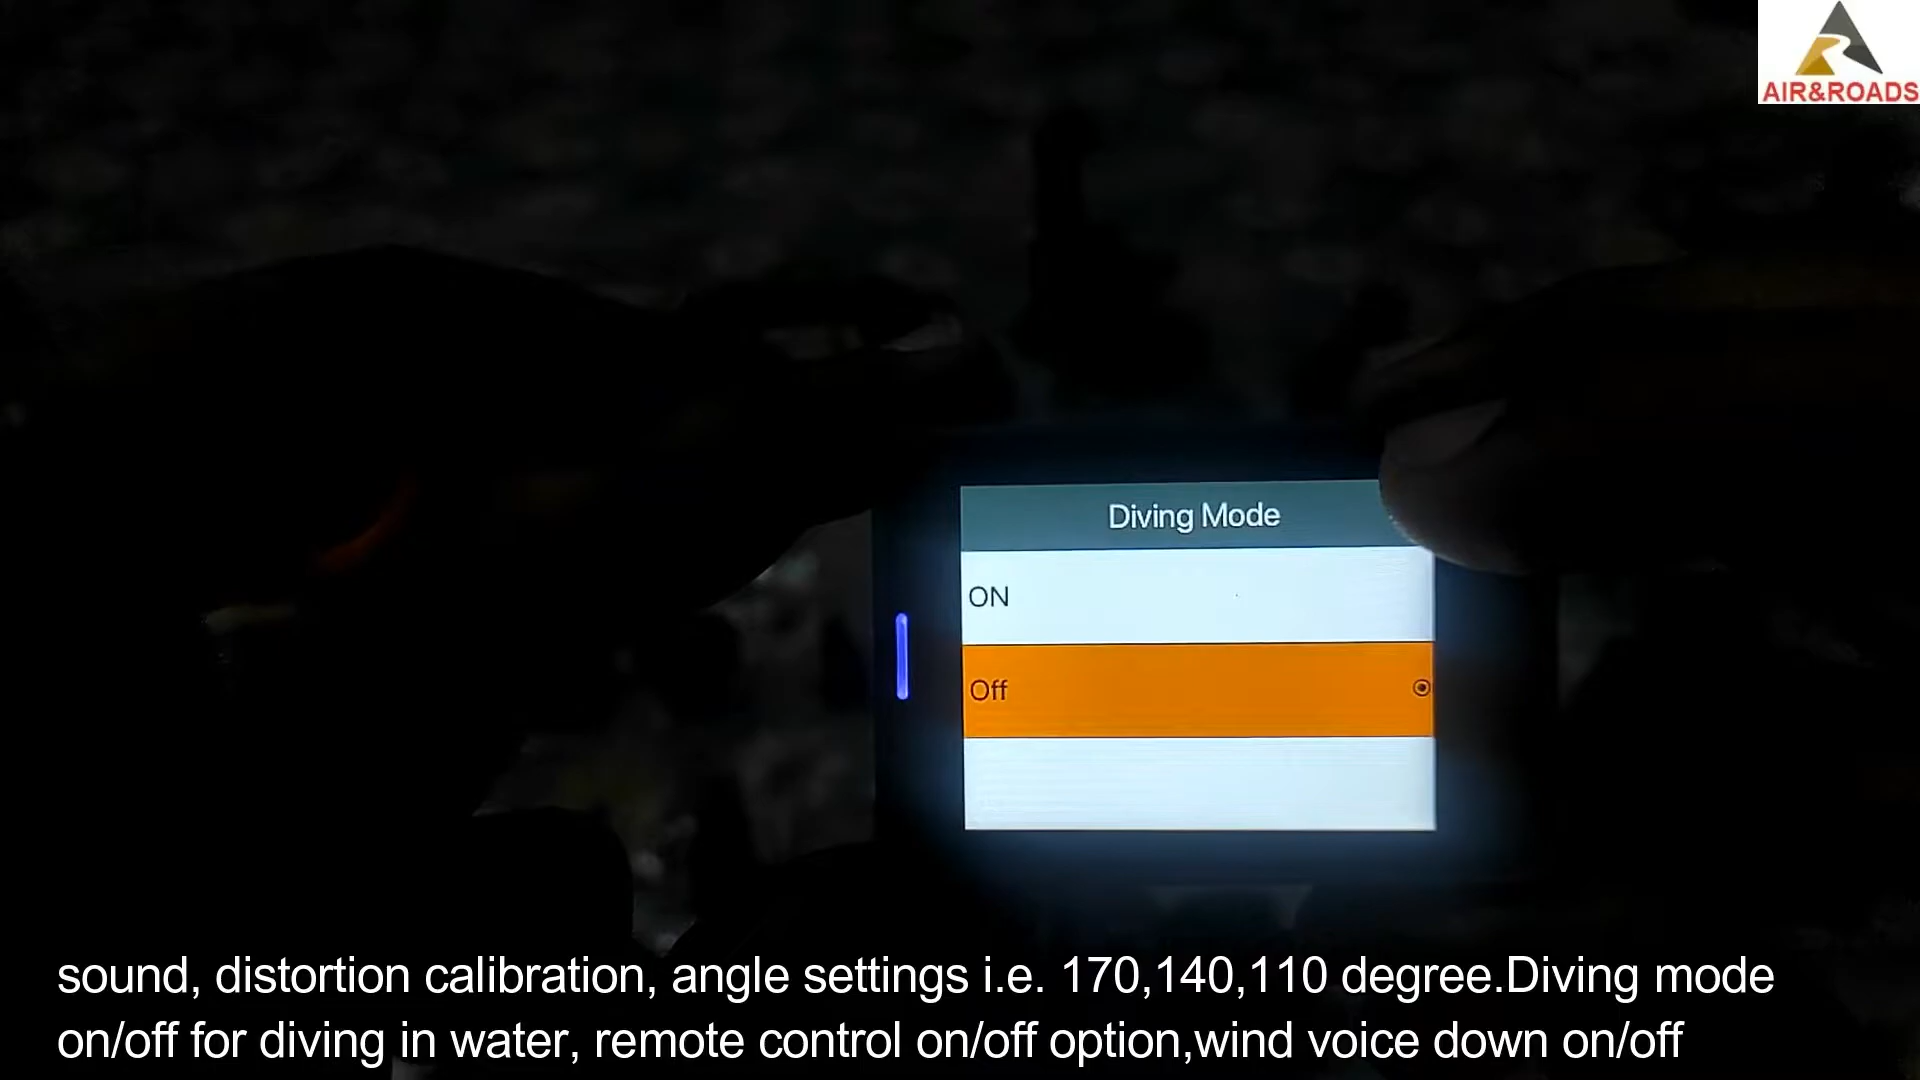 AIR&ROADS
Diving Mode
ON
Off
sound, distortion calibration, angle settings i.e. 170,140,110 degree.Diving mode
on/off for diving in water, remote control on/off option,wind voice down on/off